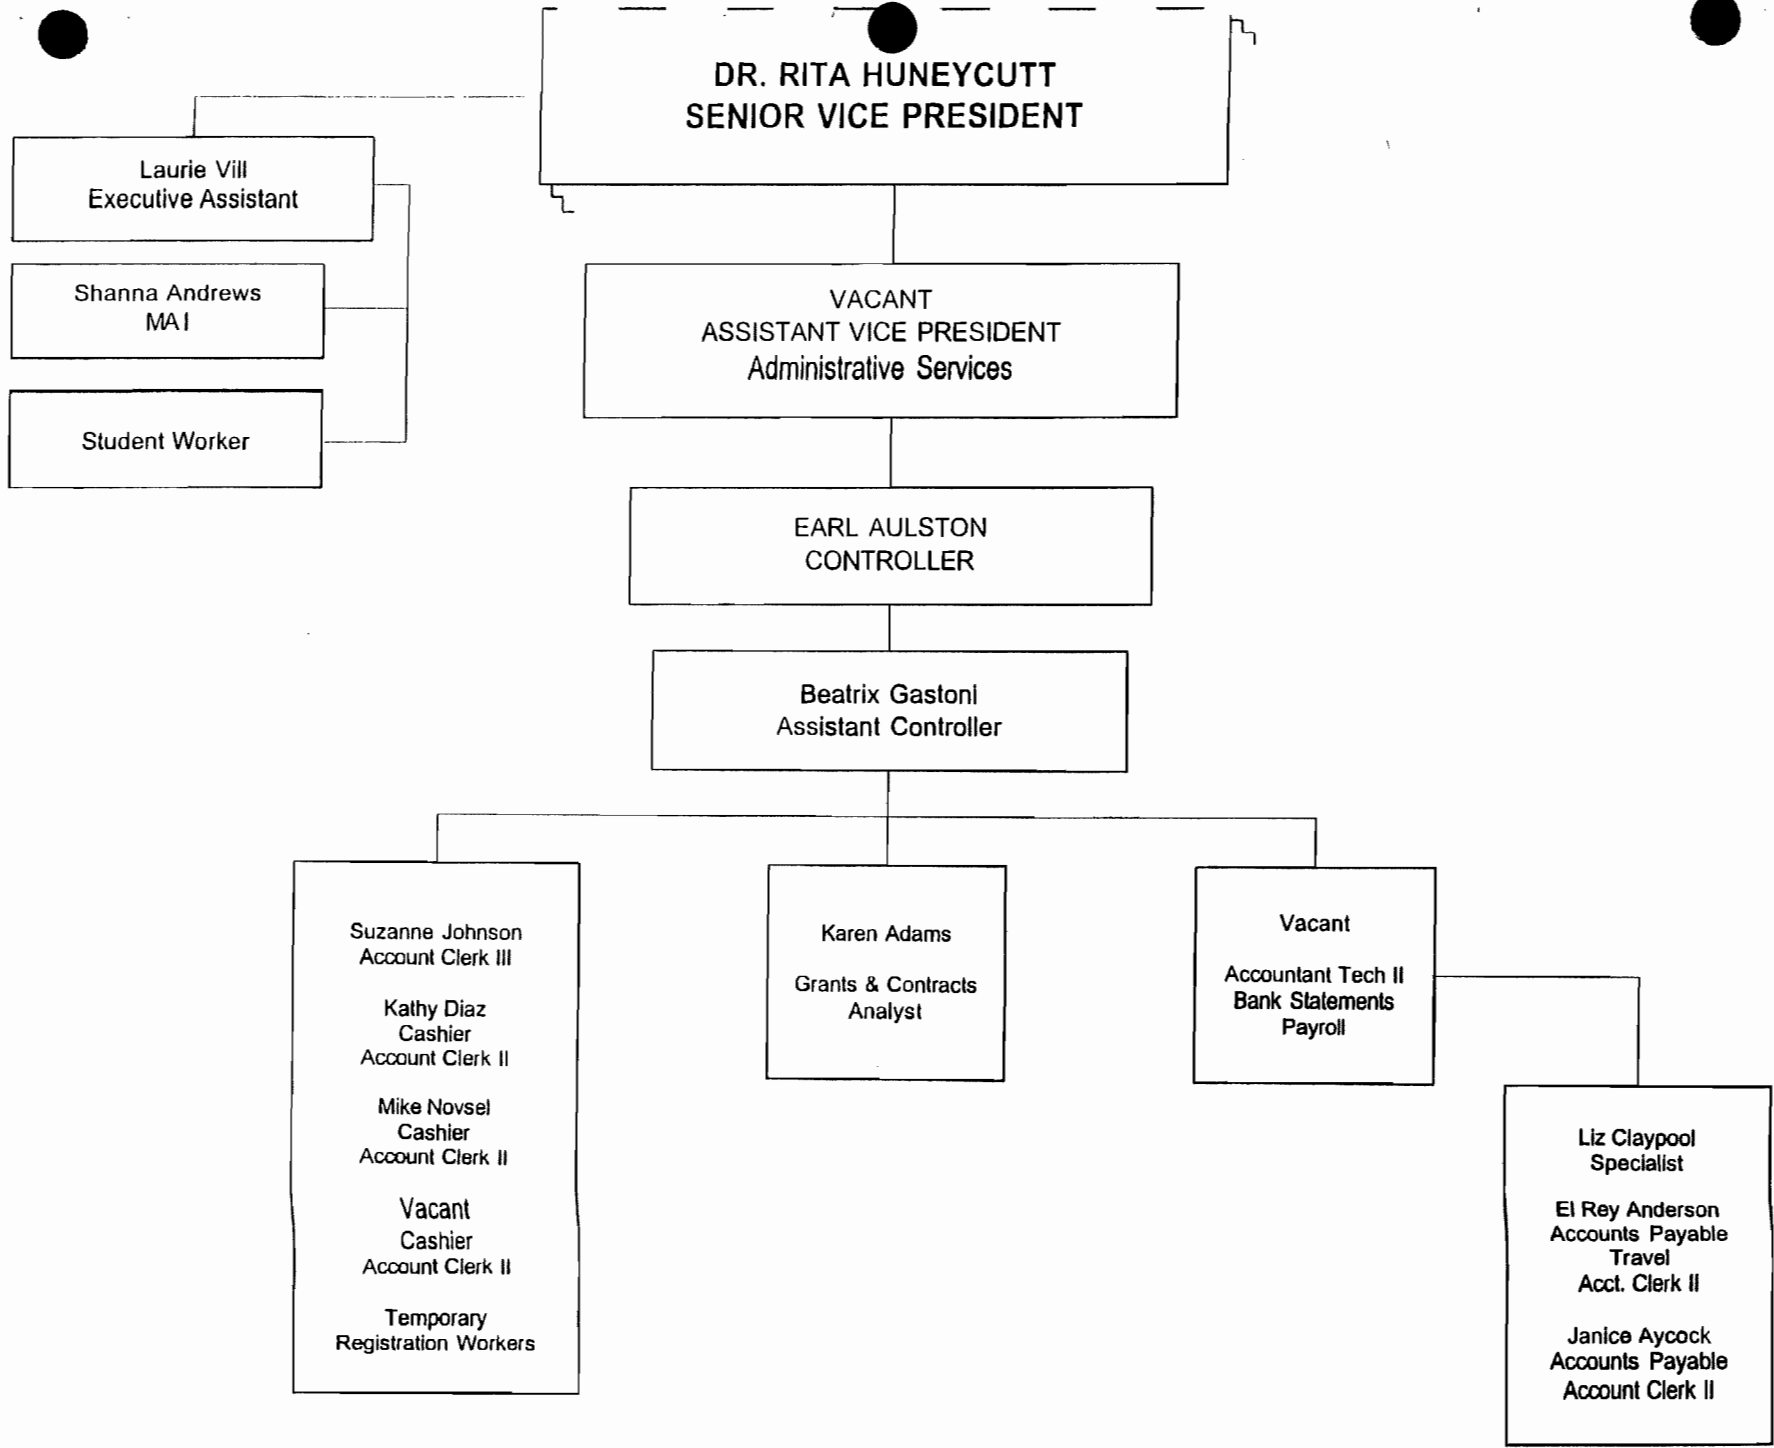 DR. RITA HUNEYCUTT
SENIOR VICE PRESIDENT
Laurie Vill
Executive Assistant
Shanna Andrews
MA I
Student Worker
VACANT
ASSISTANT VICE PRESIDENT
Administrative Services
EARL AULSTON
CONTROLLER
Beatrix Gastoni
Assistant Controller
Suzanne Johnson
Account Clerk III
Kathy Diaz
Cashier
Account Clerk II
Mike Novsel
Cashier
Account Clerk II
Vacant
Cashier
Account Clerk II
Temporary
Registration Workers
Karen Adams
Grants & Contracts
Analyst
Vacant
Accountant Tech II
Bank Statements
Payroll
Liz Claypool
Specialist
El Rey Anderson
Accounts Payable
Travel
Acct. Clerk II
Janice Aycock
Accounts Payable
Account Clerk II